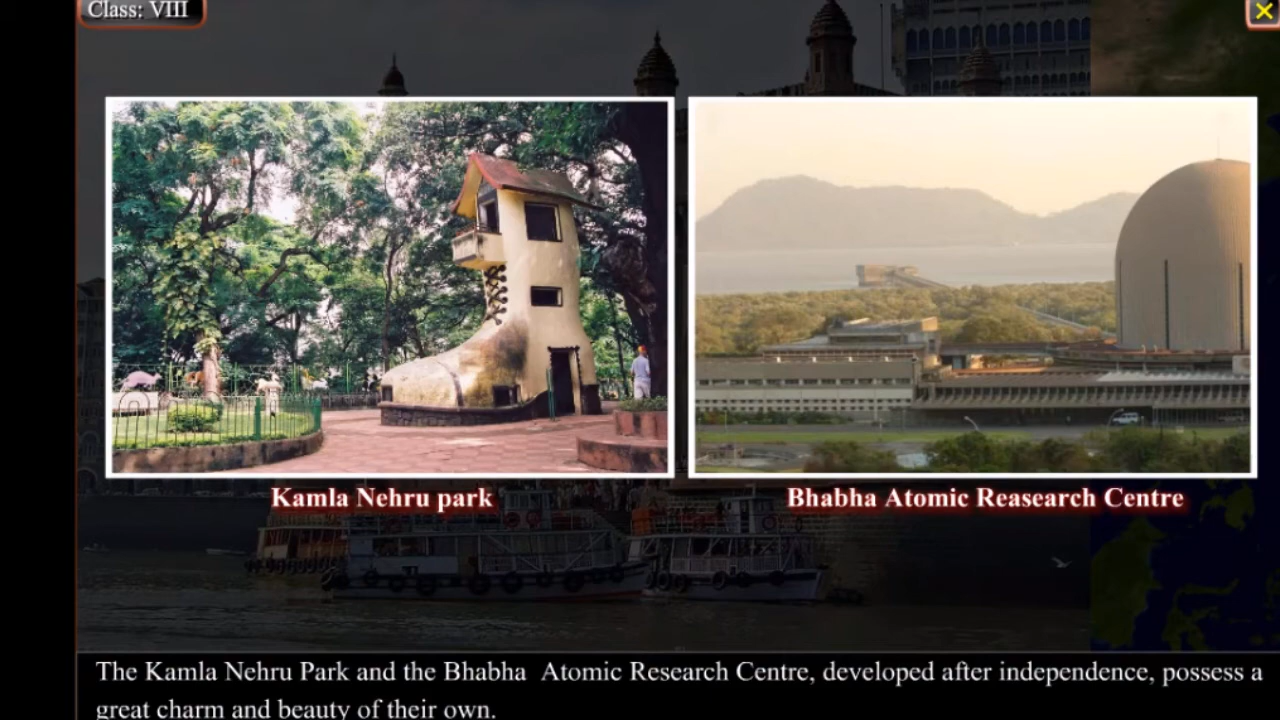 Class: VIII
Kamla Nehru park
Bhabha Atomic Reasearch Centre
The Kamla Nehru Park and the Bhabha  Atomic Research Centre, developed after independence, possess a
great charm and beauty of their own.